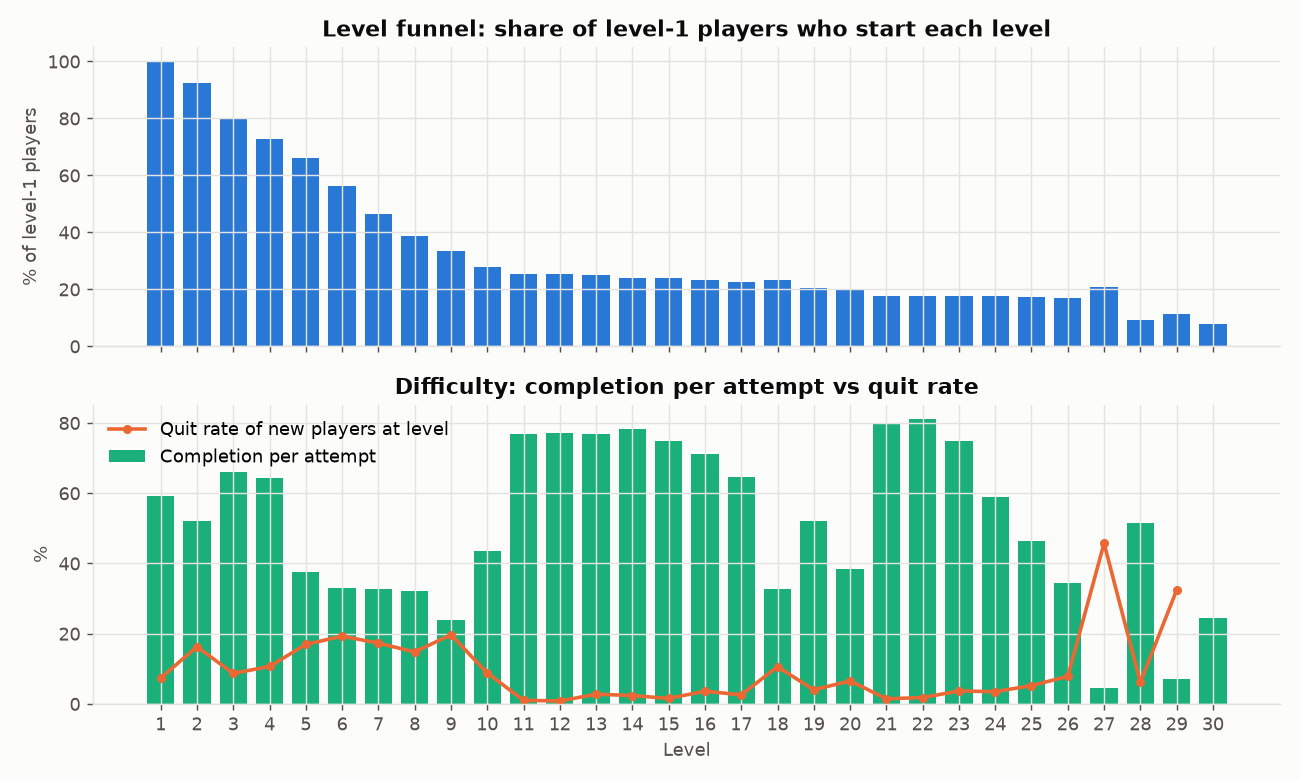 Level funnel: share of level-1 players who start each level
% of level-1 players
100
80
60
40
20
0
Difficulty: completion per attempt vs quit rate
Quit rate of new players at level
Completion per attempt
%
80
60
40
20
0
1 2 3 4 5 6 7 8 9 10 11 12 13 14 15 16 17 18 19 20 21 22 23 24 25 26 27 28 29 30
Level